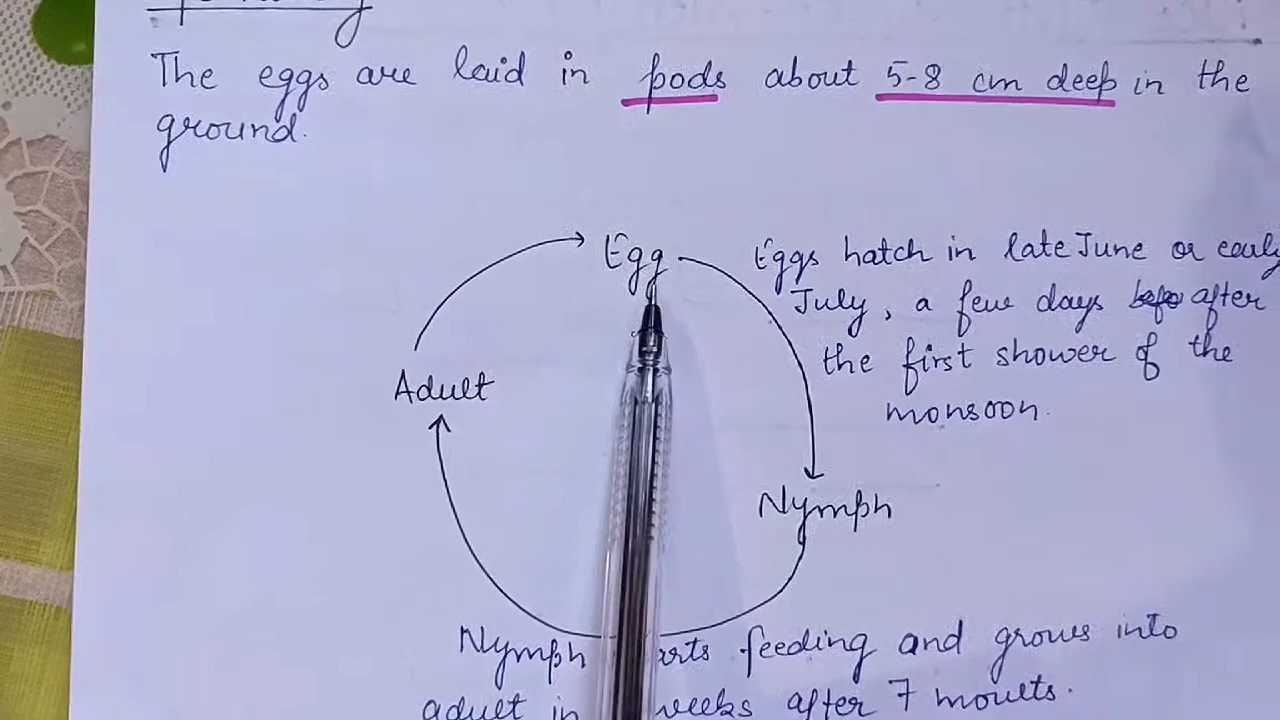 The eggs are laid in pods about 5-8 cm deep in the
ground.
Egg
Eggs hatch in late June or early
July, a few days after
the first shower of the
monsoon.
Adult
Nymph
Nymph feeding and grows into
adult in weeks after 7 moults.